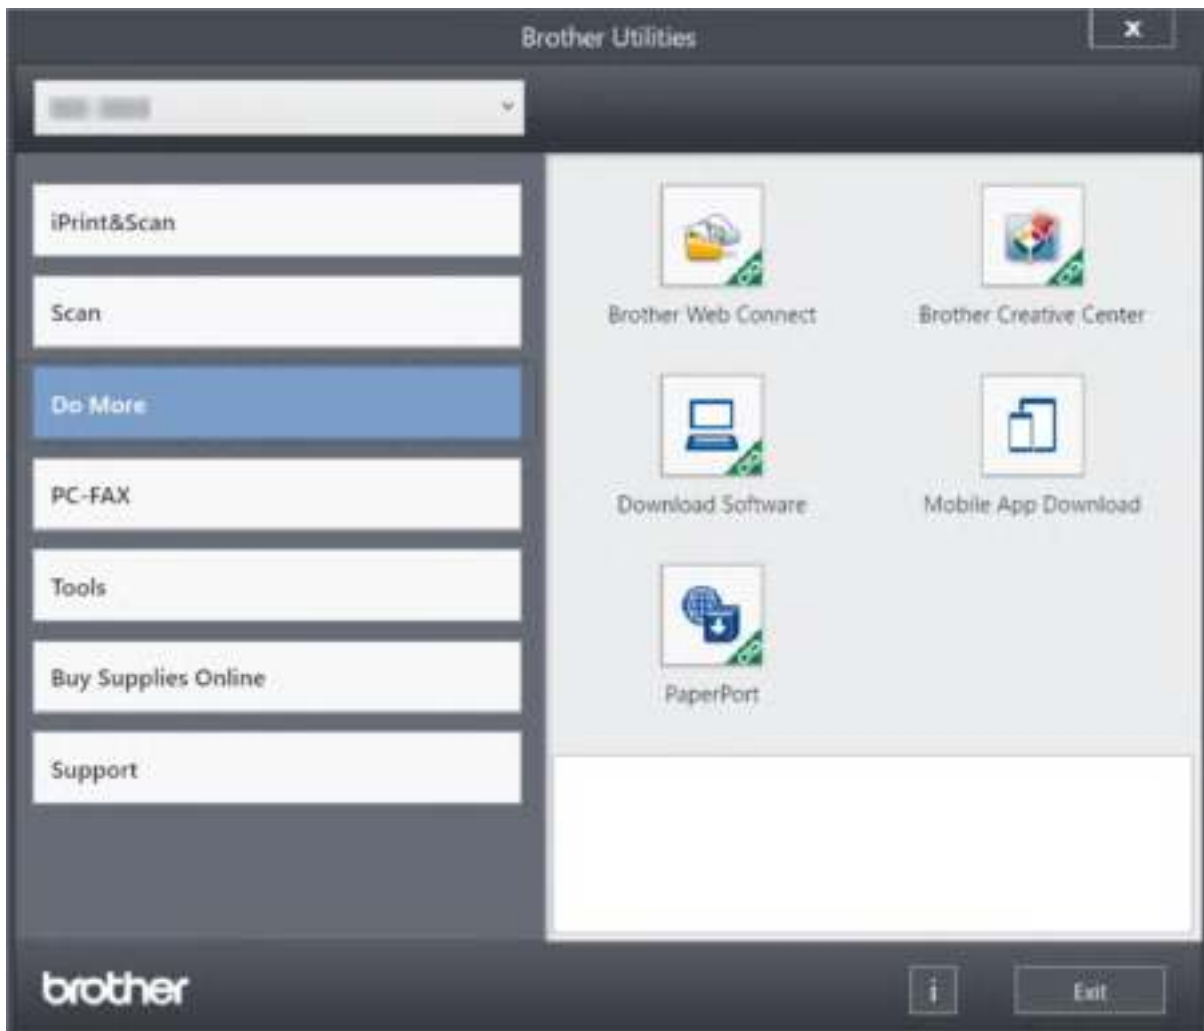 Brother Utilities
x
iPrint&Scan
Scan
Do More
PC-FAX
Tools
Buy Supplies Online
Support
Brother Web Connect
Brother Creative Center
Download Software
Mobile App Download
PaperPort
brother
i
Exit